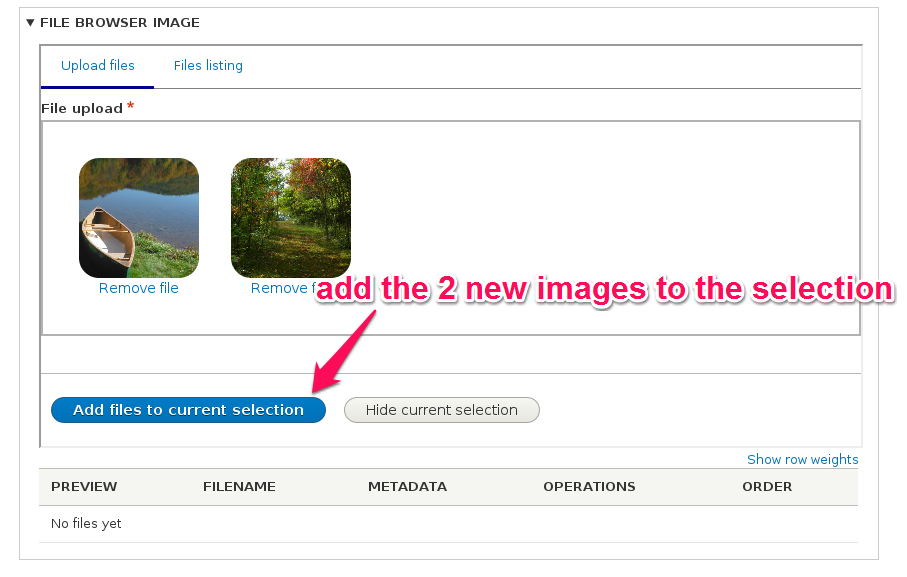 ▼ FILE BROWSER IMAGE
Upload files Files listing
File upload *
Remove file Remove f
add the 2 new images to the selection
Add files to current selection Hide current selection
Show row weights
PREVIEW FILENAME METADATA OPERATIONS ORDER
No files yet